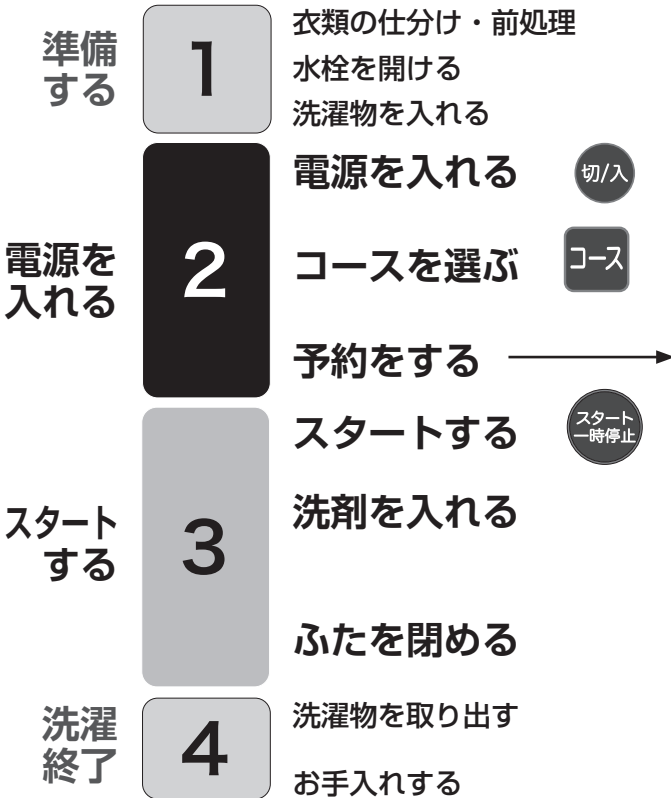 準備
する
1
衣類の仕分け・前処理
水栓を開ける
洗濯物を入れる
電源を
入れる
2
電源を入れる
切/入
コースを選ぶ
コース
予約をする
スタート
する
3
スタートする
スタート
一時停止
洗剤を入れる
ふたを閉める
洗濯
終了
4
洗濯物を取り出す
お手入れする